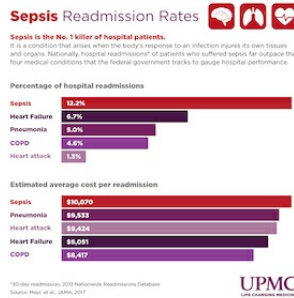 Sepsis Readmission Rates
Sepsis is the No. 1 killer of hospital patients.
It is a condition that arises when the body's response to an infection injures its own tissues
and organs. Nationally, hospital readmissions* of patients who suffered sepsis far outpace the
four medical conditions that the federal government tracks to gauge hospital performance.
Percentage of hospital readmissions
Sepsis 12.2%
Heart Failure 6.7%
Pneumonia 5.0%
COPD 4.6%
Heart attack 1.3%
Estimated average cost per readmission
Sepsis $10,070
Pneumonia $9,533
Heart attack $9,424
Heart Failure $9,051
COPD $8,417
*30-day readmission, 2013 Nationwide Readmissions Database
Source: Mayr, et al., JAMA, 2017
UPMC
LIFE CHANGING MEDICINE